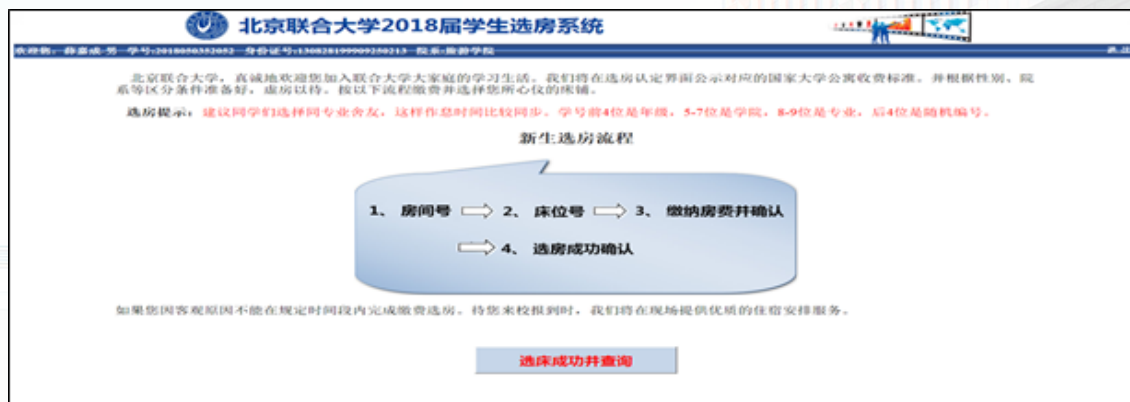 北京联合大学2018届学生选房系统
欢迎您：薛嘉成-男 学号:2018050352052 身份证号:130828199909250213 院系:旅游学院
北京联合大学，真诚地欢迎您加入联合大学大家庭的学习生活。我们将在选房认定界面公示对应的国家大学公寓收费标准。并根据性别、院
系等区分条件准备好，虚房以待。按以下流程缴费并选择您所心仪的床铺。
选房提示：建议同学们选择同专业舍友，这样作息时间比较同步。学号前4位是年级，5-7位是学院，8-9位是专业，后4位是随机编号。
新生选房流程
1、 房间号 2、 床位号 3、 缴纳房费并确认
4、 选房成功确认
如果您因客观原因不能在规定时间段内完成缴费选房。待您来校报到时，我们将在现场提供优质的住宿安排服务。
选床成功并查询